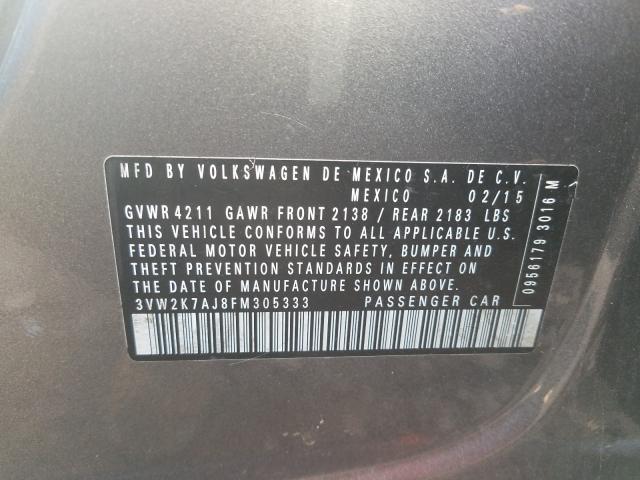 MFD BY VOLKSWAGEN DE MEXICO S.A. DE C.V.
MEXICO 02/15
GVWR 4211 GAWR FRONT 2138 / REAR 2183 LBS
THIS VEHICLE CONFORMS TO ALL APPLICABLE U.S.
FEDERAL MOTOR VEHICLE SAFETY, BUMPER AND
THEFT PREVENTION STANDARDS IN EFFECT ON
THE DATE OF MANUFACTURE SHOWN ABOVE.
3VW2K7AJ8FM305333 PASSENGER CAR
0956179 3016 M